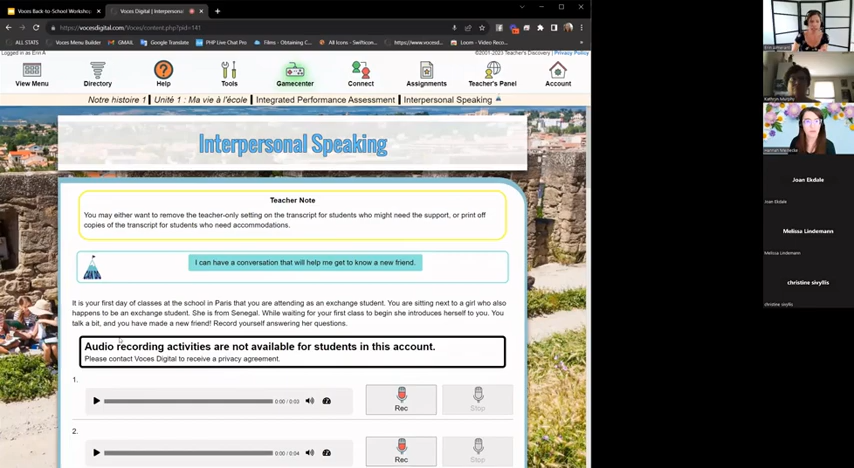 Voces Back-to-School Workshop
Voces Digital | Interpersonal
https://vocesdigital.com/Voces/content.php?pid=141
ALL STATS
Voces Menu Builder
GMAIL
Google Translate
PHP Live Chat Pro
Films - Obtaining C...
All Icons - Swifticon...
https://www.vocesd...
Loom - Video Reco...
Logged in as Erin A
©2001-2023 Teacher's Discovery | Privacy Policy
View Menu
Directory
Help
Tools
Gamecenter
Connect
Assignments
Teacher's Panel
Account
Notre histoire 1 | Unité 1 : Ma vie à l'école | Integrated Performance Assessment | Interpersonal Speaking
Interpersonal Speaking
Teacher Note
You may either want to remove the teacher-only setting on the transcript for students who might need the support, or print off
copies of the transcript for students who need accommodations.
I can have a conversation that will help me get to know a new friend.
It is your first day of classes at the school in Paris that you are attending as an exchange student. You are sitting next to a girl who also
happens to be an exchange student. She is from Senegal. While waiting for your first class to begin she introduces herself to you. You
talk a bit, and you have made a new friend! Record yourself answering her questions.
Audio recording activities are not available for students in this account.
Please contact Voces Digital to receive a privacy agreement.
1.
0:00 / 0:03
Rec
Stop
2.
0:00 / 0:04
Rec
Stop
Kathryn Murphy
Joan Ekdale
Joan Ekdale
Melissa Lindemann
Melissa Lindemann
christine sivyllis
christine sivyllis